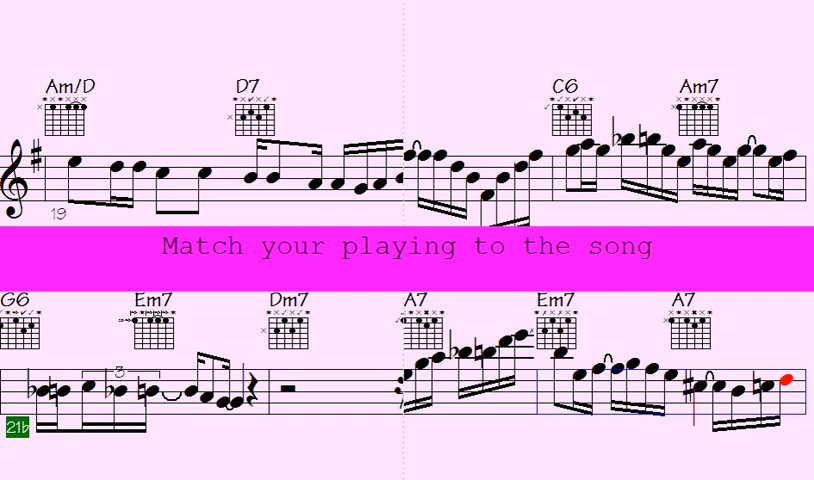 Am/D D7 C6 Am7
19
Match your playing to the song
G6 Em7 Dm7 A7 Em7 A7
3
21b